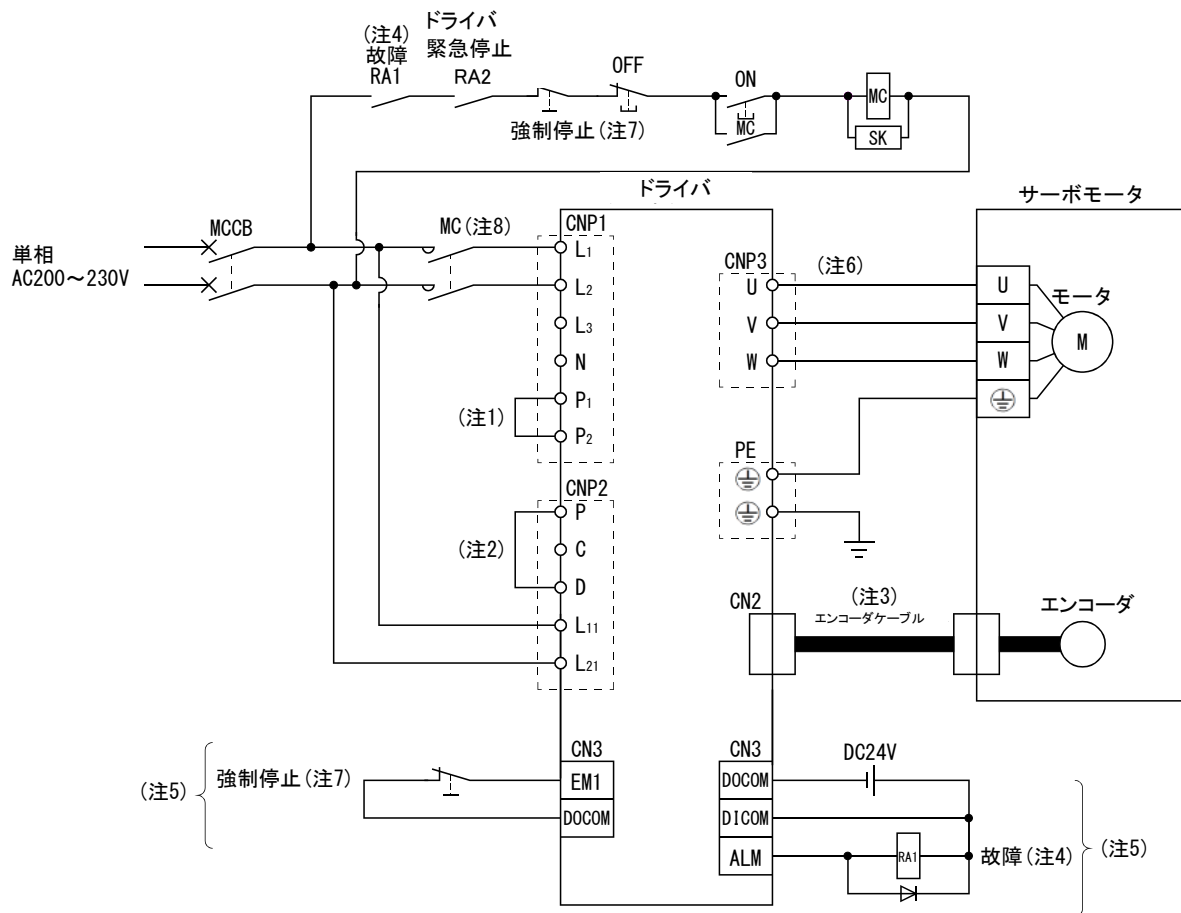 (注4)
故障
RA1
ドライバ
緊急停止
RA2
OFF
ON
MC
MC
SK
強制停止(注7)
ドライバ
サーボモータ
MCCB
MC(注8)
単相
AC200～230V
CNP1
L1
L2
L3
N
P1
P2
(注1)
CNP2
P
C
D
L11
L21
(注2)
CNP3
U
V
W
(注6)
U
V
W
モータ
M
PE
CN2
(注3)
エンコーダケーブル
エンコーダ
(注5)
強制停止(注7)
CN3
EM1
DOCOM
CN3
DOCOM
DICOM
ALM
DC24V
RA1
故障(注4)
(注5)